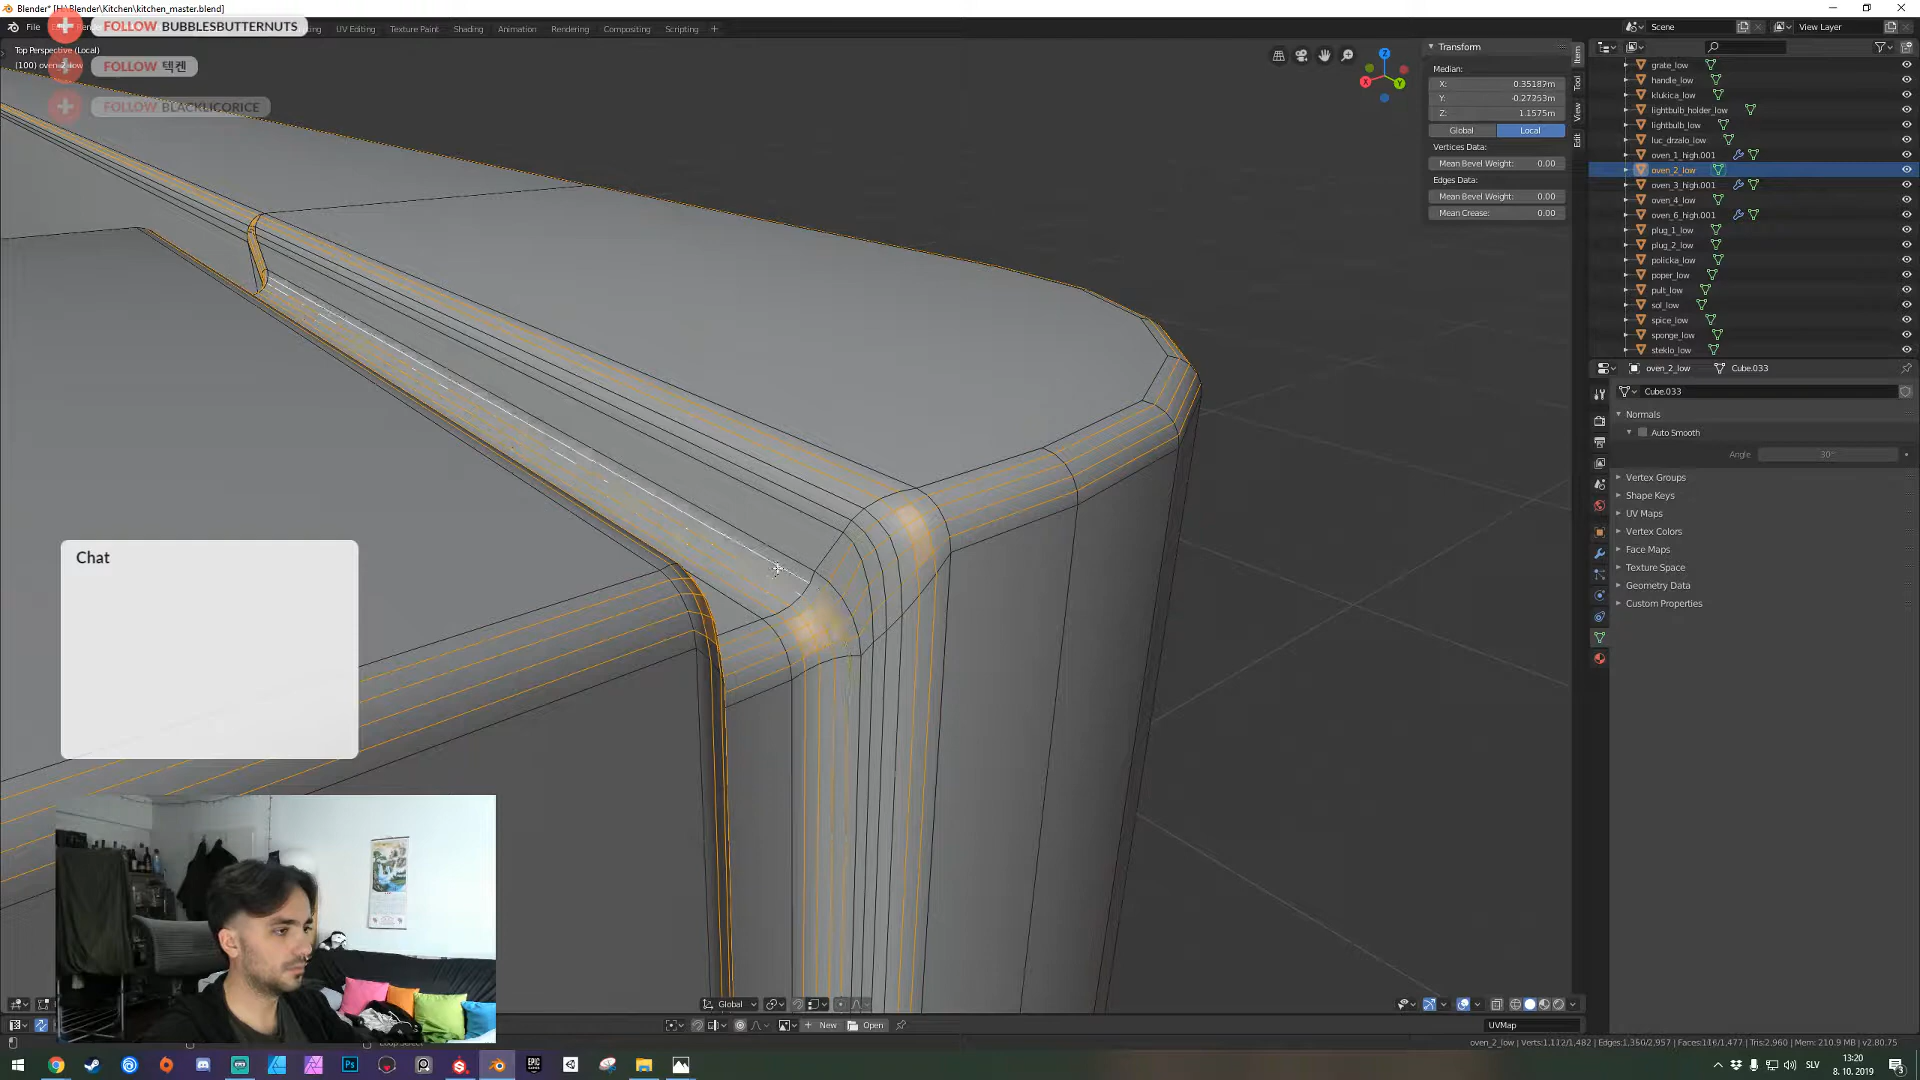 Blender* [H:\Blender\Kitchen\kitchen_master.blend]
File
UV Editing
Texture Paint
Shading
Animation
Rendering
Compositing
Scripting
Scene
View Layer
FOLLOW BUBBLESBUTTERNUTS
Top Perspective (Local)
(100) oven_2_low
FOLLOW 텍켄
FOLLOW BLACKLICORICE
Transform
Median:
X: 0.35187m
Y: -0.27253m
Z: 1.1575m
Global
Local
Vertices Data:
Mean Bevel Weight: 0.00
Edges Data:
Mean Bevel Weight: 0.00
Mean Crease: 0.00
Item
Tool
View
Edit
grate_low
handle_low
klukica_low
lightbulb_holder_low
lightbulb_low
luc_drzalo_low
oven_1_high.001
oven_2_low
oven_3_high.001
oven_4_low
oven_6_high.001
plug_1_low
plug_2_low
policka_low
poper_low
pult_low
sol_low
spice_low
sponge_low
steklo_low
oven_2_low
Cube.033
Cube.033
Normals
Auto Smooth
Angle 30°
Vertex Groups
Shape Keys
UV Maps
Vertex Colors
Face Maps
Texture Space
Geometry Data
Custom Properties
Chat
X
Y
Z
Global
New
Open
UVMap
Loop Select
oven_2_low | Verts:1,112/1,482 | Edges:1,350/2,957 | Faces:116/1,477 | Tris:2,960 | Mem: 210.9 MB | v2.80.75
SLV
13:20
8. 10. 2019